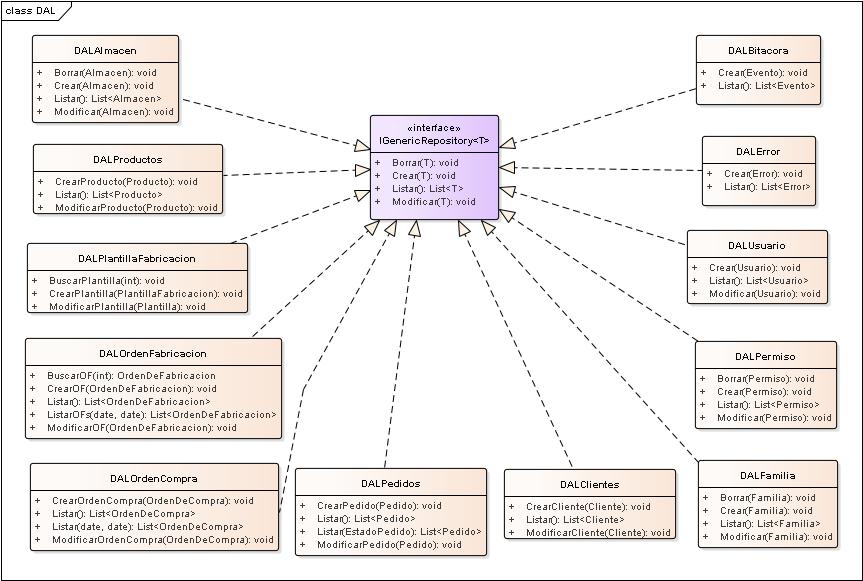 class DAL
DALAlmacen
+ Borrar(Almacen): void
+ Crear(Almacen): void
+ Listar(): List<Almacen>
+ Modificar(Almacen): void
DALBitacora
+ Crear(Evento): void
+ Listar(): List<Evento>
«interface»
IGenericRepository<T>
+ Borrar(T): void
+ Crear(T): void
+ Listar(): List<T>
+ Modificar(T): void
DALProductos
+ CrearProducto(Producto): void
+ Listar(): List<Producto>
+ ModificarProducto(Producto): void
DALError
+ Crear(Error): void
+ Listar(): List<Error>
DALPlantillaFabricacion
+ BuscarPlantilla(int): void
+ CrearPlantilla(PlantillaFabricacion): void
+ ModificarPlantilla(Plantilla): void
DALUsuario
+ Crear(Usuario): void
+ Listar(): List<Usuario>
+ Modificar(Usuario): void
DALOrdenFabricacion
+ BuscarOF(int): OrdenDeFabricacion
+ CrearOF(OrdenDeFabricacion): void
+ Listar(): List<OrdenDeFabricacion>
+ ListarOFs(date, date): List<OrdenDeFabricacion>
+ ModificarOF(OrdenDeFabricacion): void
DALPermiso
+ Borrar(Permiso): void
+ Crear(Permiso): void
+ Listar(): List<Permiso>
+ Modificar(Permiso): void
DALOrdenCompra
+ CrearOrdenCompra(OrdenDeCompra): void
+ Listar(): List<OrdenDeCompra>
+ Listar(date, date): List<OrdenDeCompra>
+ ModificarOrdenCompra(OrdenDeCompra): void
DALPedidos
+ CrearPedido(Pedido): void
+ Listar(): List<Pedido>
+ Listar(EstadoPedido): List<Pedido>
+ ModificarPedido(Pedido): void
DALClientes
+ CrearCliente(Cliente): void
+ Listar(): List<Cliente>
+ ModificarCliente(Cliente): void
DALFamilia
+ Borrar(Familia): void
+ Crear(Familia): void
+ Listar(): List<Familia>
+ Modificar(Familia): void